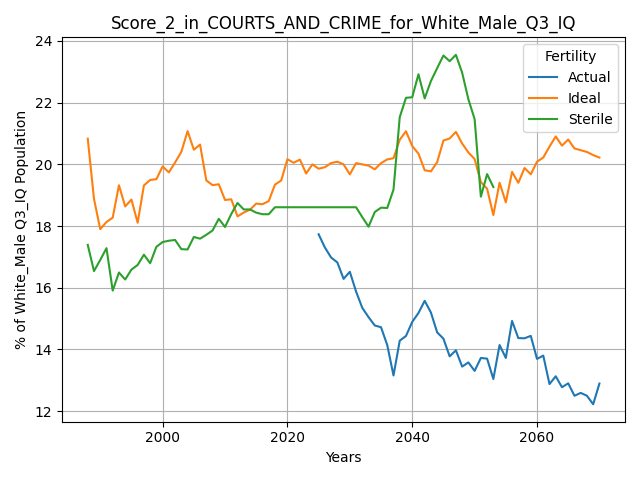 Score_2_in_COURTS_AND_CRIME_for_White_Male_Q3_IQ
% of White_Male Q3_IQ Population
24
22
20
18
16
14
12
Fertility
Actual
Ideal
Sterile
2000
2020
2040
2060
Years